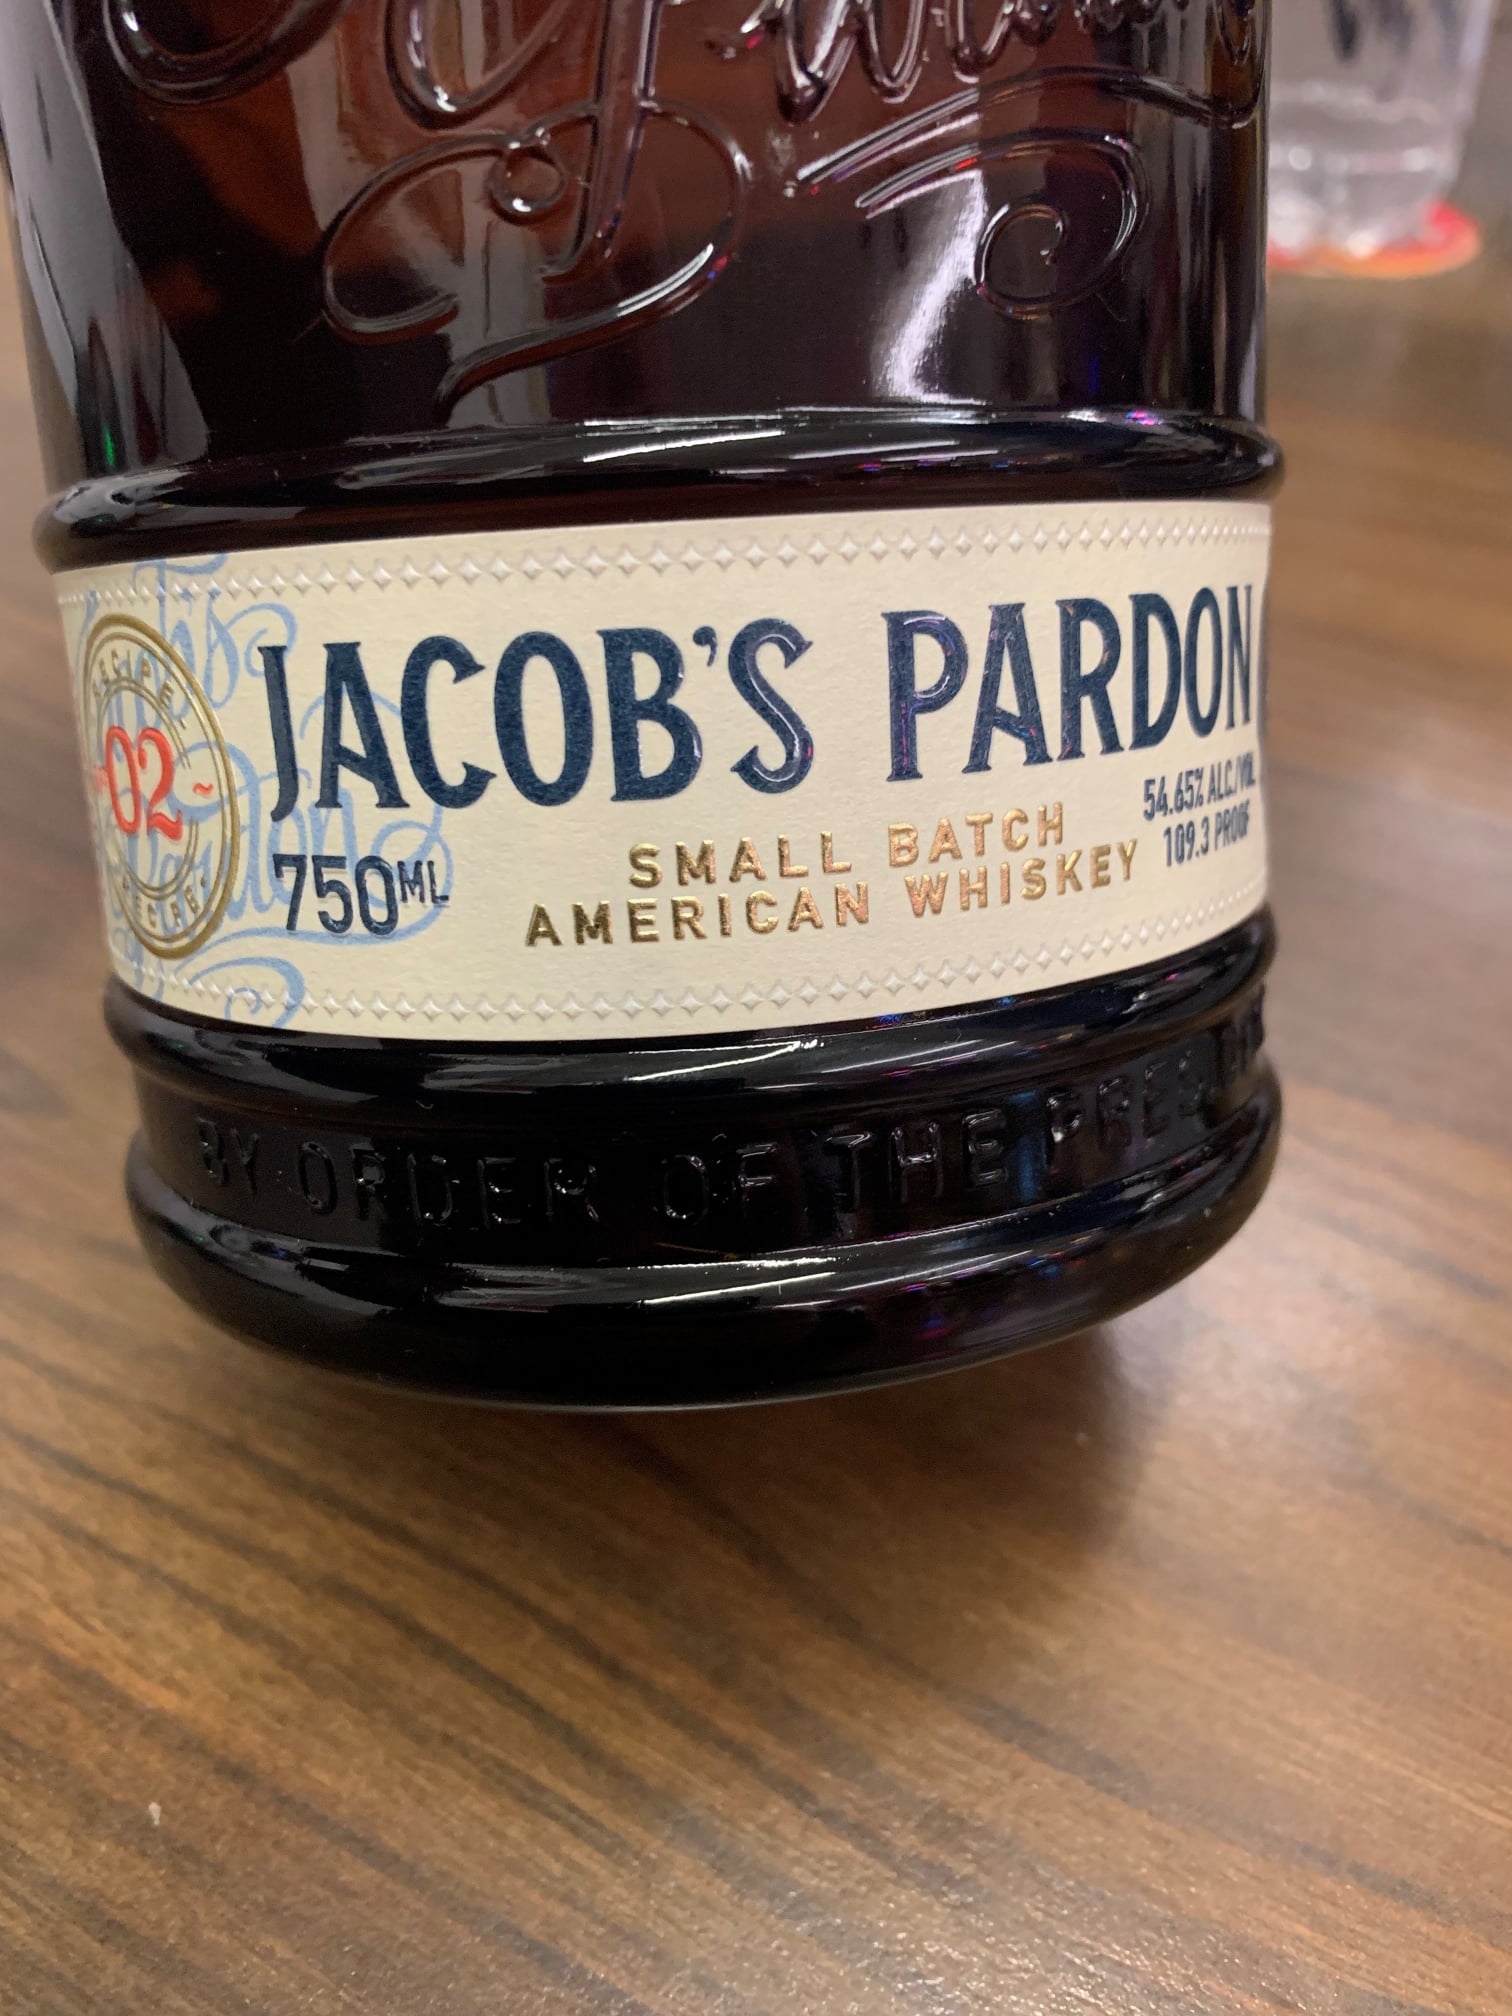 JACOB'S PARDON
RECIPE
02
RECIPE
750ML
SMALL BATCH
AMERICAN WHISKEY
54.65% ALC./VOL
109.3 PROOF
BY ORDER OF THE